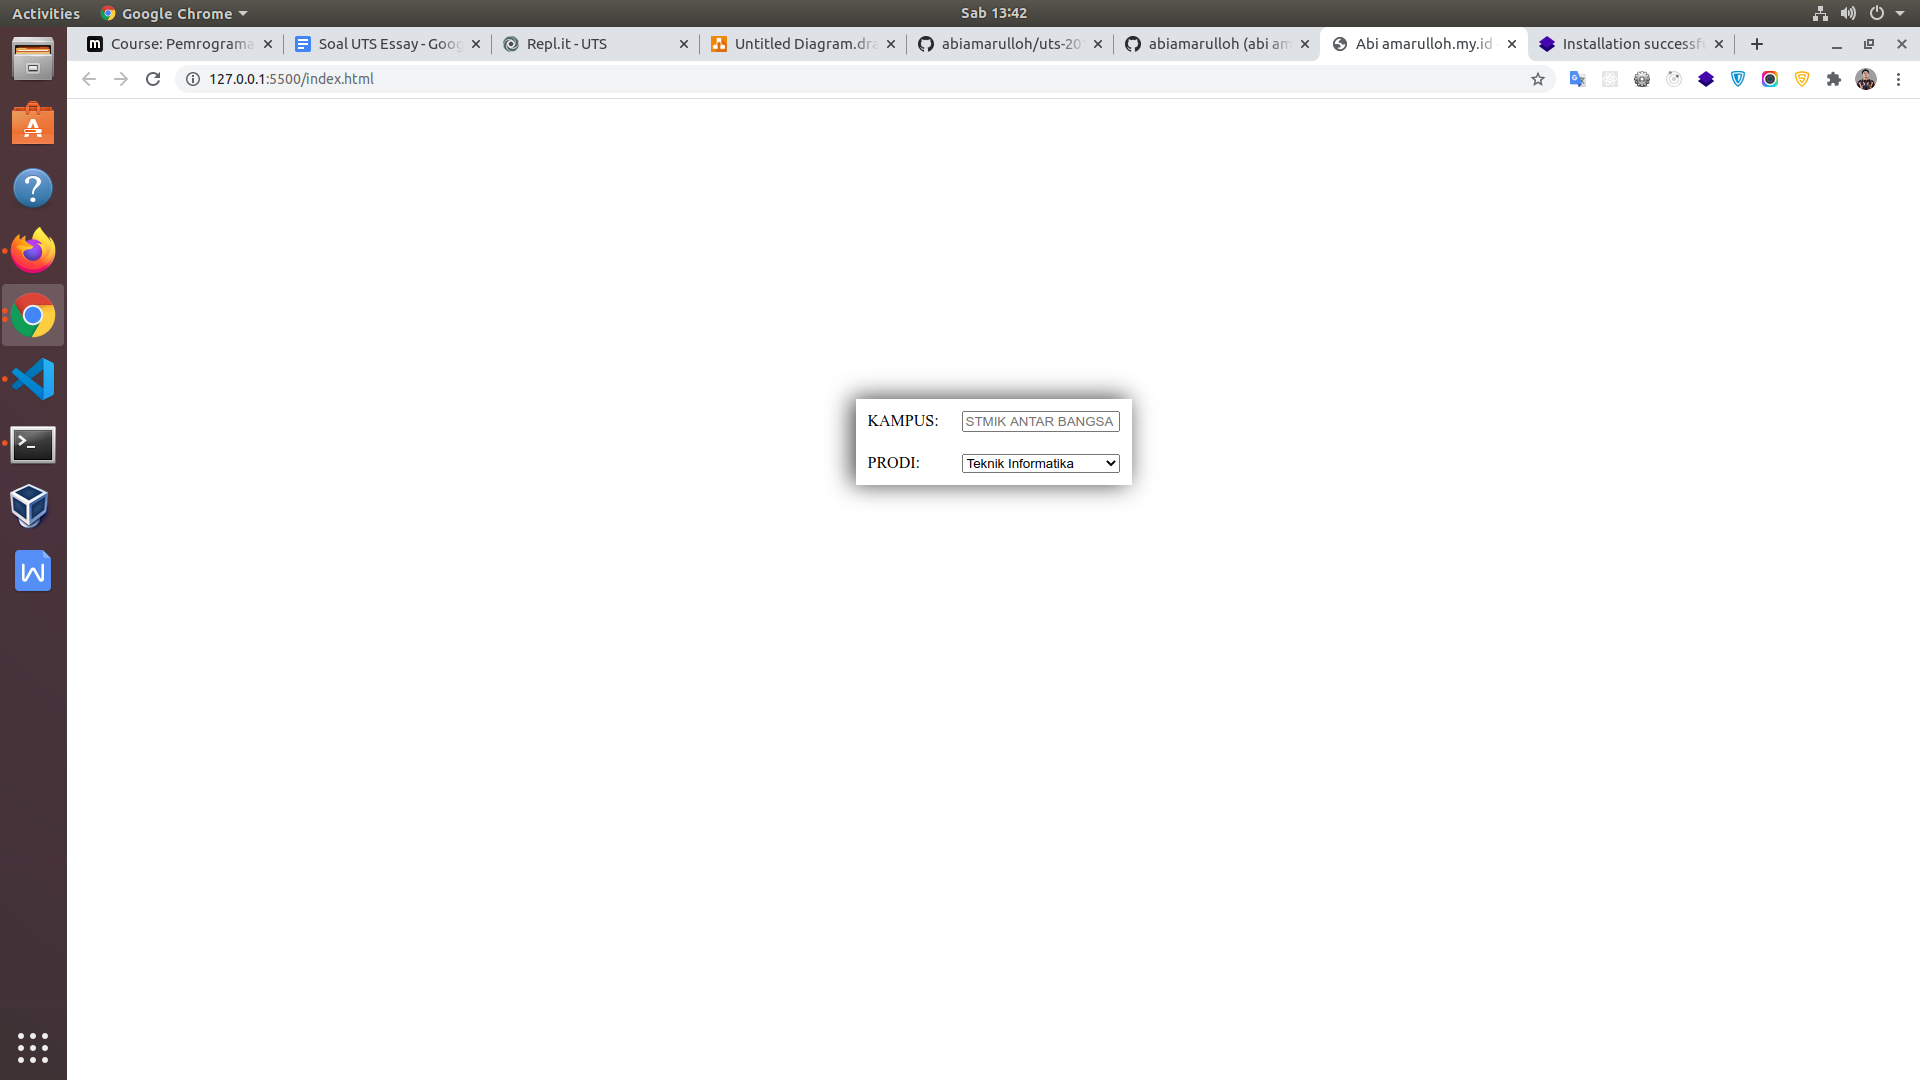 Activities Google Chrome Sab 13:42
Course: Pemrograma Soal UTS Essay - Goog Repl.it - UTS Untitled Diagram.dra abiamarulloh/uts-20 abiamarulloh (abi am Abi amarulloh.my.id Installation successf
127.0.0.1:5500/index.html
KAMPUS: STMIK ANTAR BANGSA
PRODI: Teknik Informatika